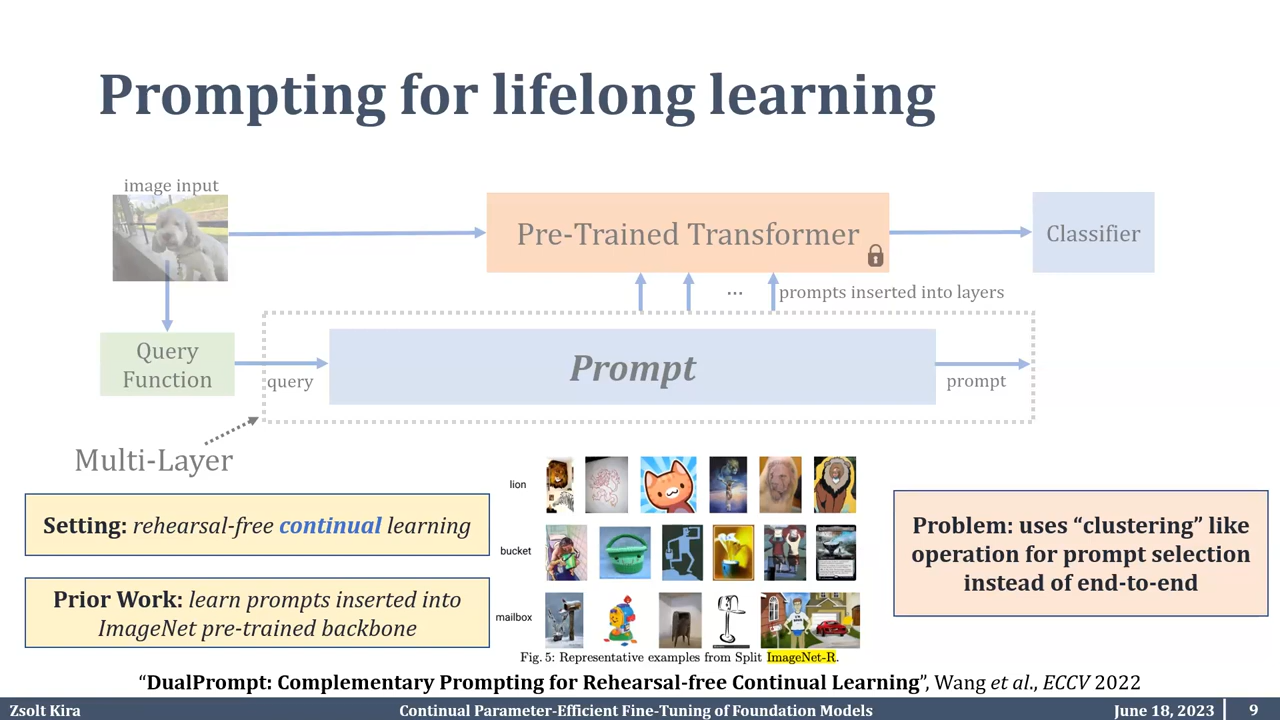 Prompting for lifelong learning
image input
Pre-Trained Transformer
Classifier
...
prompts inserted into layers
Query
Function
query
Prompt
prompt
Multi-Layer
Setting: rehearsal-free continual learning
Prior Work: learn prompts inserted into
ImageNet pre-trained backbone
lion
bucket
mailbox
Fig. 5: Representative examples from Split ImageNet-R.
Problem: uses “clustering” like
operation for prompt selection
instead of end-to-end
“DualPrompt: Complementary Prompting for Rehearsal-free Continual Learning”, Wang et al., ECCV 2022
Zsolt Kira
Continual Parameter-Efficient Fine-Tuning of Foundation Models
June 18, 2023
9